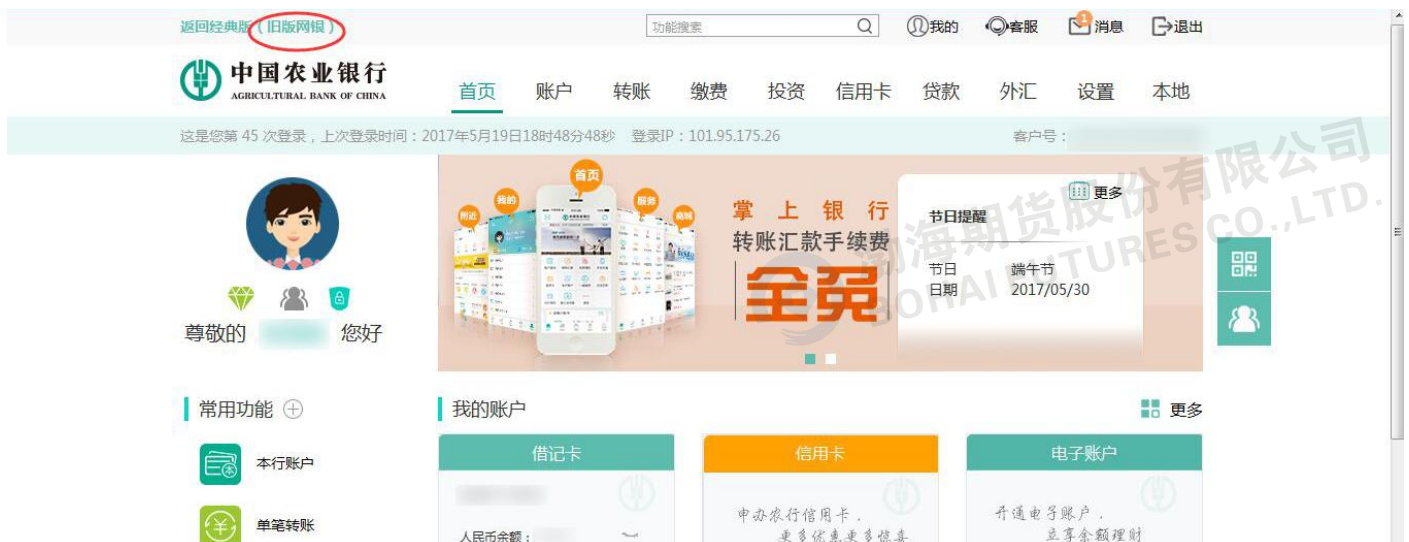 返回经典版（旧版网银）
功能搜索
我的
客服
1
消息
退出
中国农业银行
AGRICULTURAL BANK OF CHINA
首页 账户 转账 缴费 投资 信用卡 贷款 外汇 设置 本地
这是您第 45 次登录，上次登录时间：2017年5月19日18时48分48秒 登录IP：101.95.175.26
客户号：
尊敬的 您好
首页
我的
服务
附近
商城
掌上银行
转账汇款手续费
全免
更多
节日提醒
节日 端午节
日期 2017/05/30
渤海期货股份有限公司
BOHAI FUTURES CO.,LTD.
常用功能
本行账户
单笔转账
我的账户
更多
借记卡
人民币余额：
信用卡
申办农行信用卡，
更多优惠更多惊喜
电子账户
开通电子账户，
立享余额理财